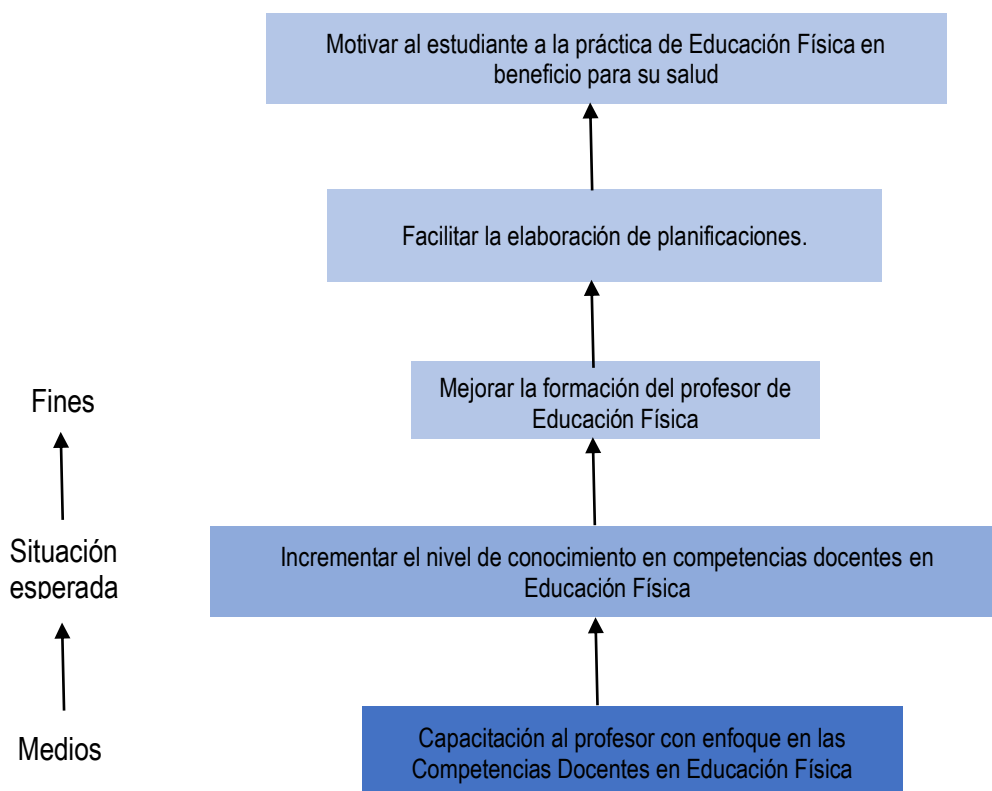 Motivar al estudiante a la práctica de Educación Física en
beneficio para su salud
Facilitar la elaboración de planificaciones.
Mejorar la formación del profesor de
Educación Física
Fines
Situación
esperada
Incrementar el nivel de conocimiento en competencias docentes en
Educación Física
Medios
Capacitación al profesor con enfoque en las
Competencias Docentes en Educación Física